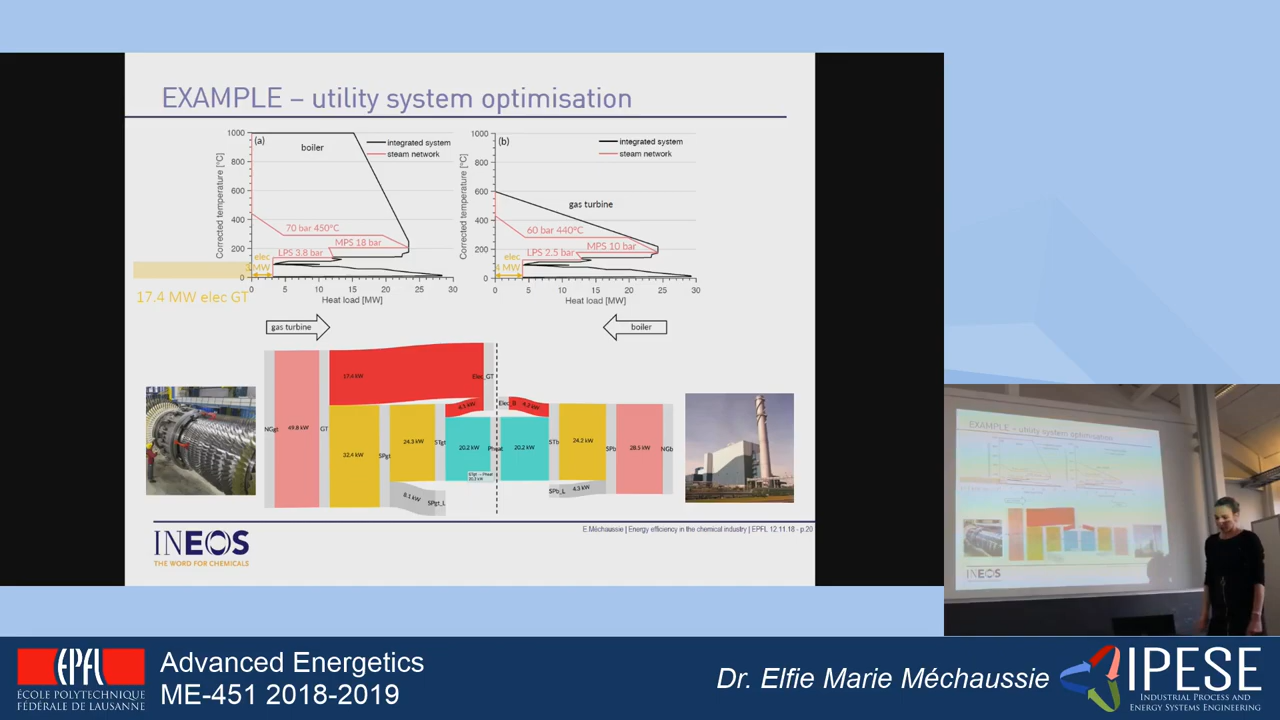 EXAMPLE – utility system optimisation
(a)
boiler
integrated system
steam network
1000
800
600
400
200
0
Corrected temperature [°C]
70 bar 450°C
MPS 18 bar
LPS 3.8 bar
elec
MW
0
5
10
15
20
25
30
Heat load [MW]
17.4 MW elec GT
(b)
gas turbine
integrated system
steam network
1000
800
600
400
200
0
Corrected temperature [°C]
60 bar 440°C
MPS 10 bar
LPS 2.5 bar
elec
4 MW
0
5
10
15
20
25
30
Heat load [MW]
gas turbine
boiler
17.4 kW
Elec_GT
4.1 kW
Elec_B
4.2 kW
NGgt
49.8 kW
GT
32.4 kW
SPgt
24.3 kW
STgt
20.2 kW
Pheat
20.2 kW
STb
24.2 kW
SPb
28.5 kW
NGb
8.1 kW
SPgt_L
SPb_L
4.3 kW
E.Méchaussie | Energy efficiency in the chemical industry | EPFL 12.11.18 - p.20
INEOS
THE WORD FOR CHEMICALS
EXAMPLE – utility system optimisation
INEOS
EPFL
ÉCOLE POLYTECHNIQUE
FÉDÉRALE DE LAUSANNE
Advanced Energetics
ME-451 2018-2019
Dr. Elfie Marie Méchaussie
IPESE
INDUSTRIAL PROCESS AND
ENERGY SYSTEMS ENGINEERING